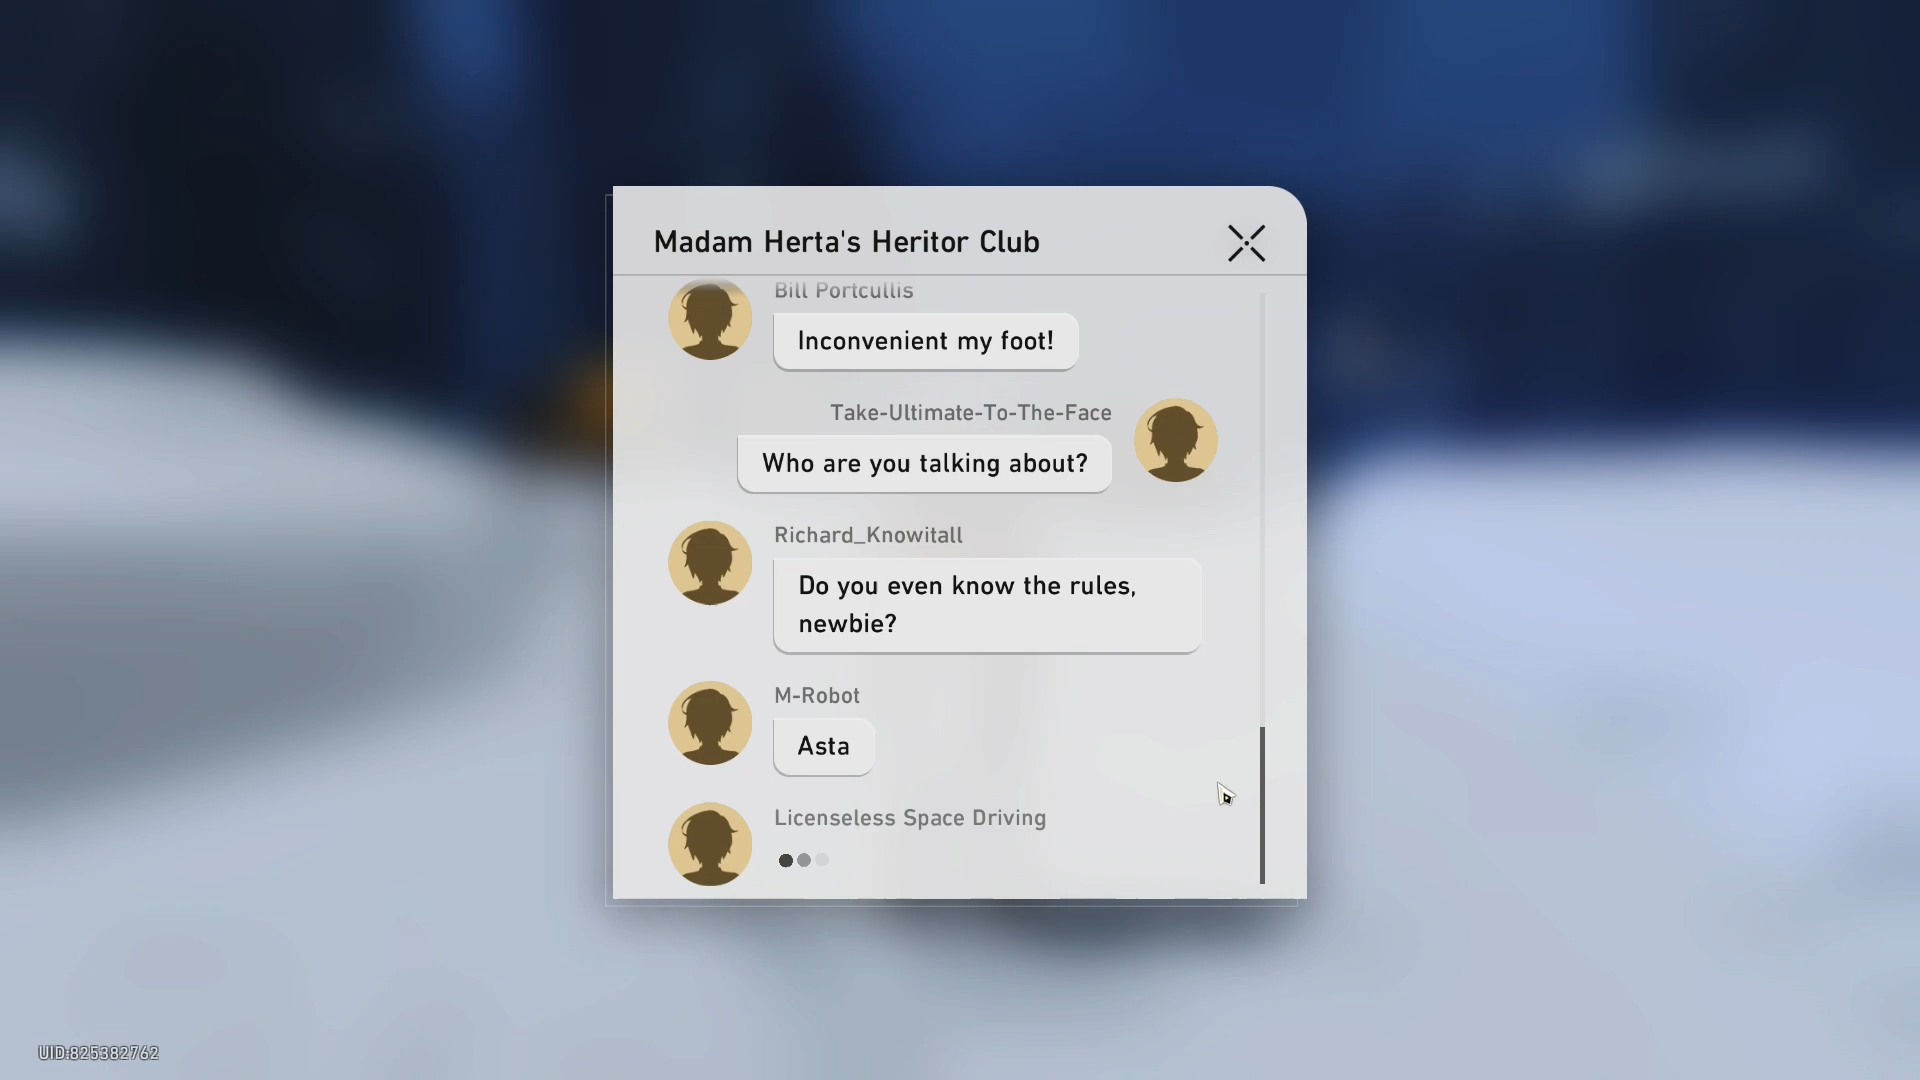 Madam Herta's Heritor Club
Bill Portcullis
Inconvenient my foot!
Take-Ultimate-To-The-Face
Who are you talking about?
Richard_Knowitall
Do you even know the rules,
newbie?
M-Robot
Asta
Licenseless Space Driving
UID:825382762